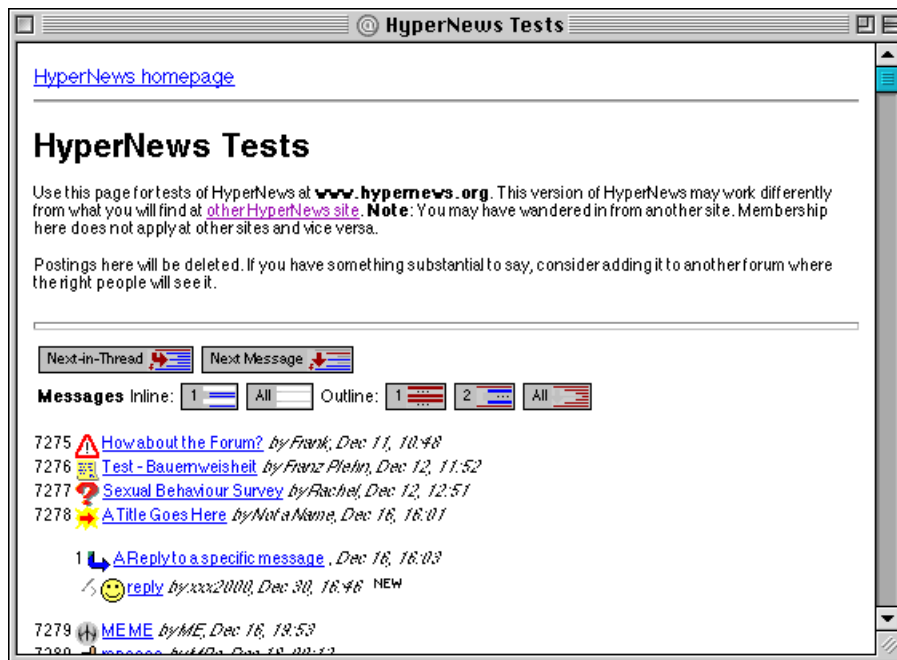 HyperNews Tests
HyperNews homepage
HyperNews Tests
Use this page for tests of HyperNews at www.hypernews.org. This version of HyperNews may work differently
from what you will find at other HyperNews site. Note: You may have wandered in from another site. Membership
here does not apply at other sites and vice versa.
Postings here will be deleted. If you have something substantial to say, consider adding it to another forum where
the right people will see it.
Next-in-Thread Next Message
Messages Inline: 1 All Outline: 1 2 All
7275 How about the Forum? by Frank, Dec 11, 10:48
7276 Test - Bauernweisheit by Franz Plehn, Dec 12, 11:52
7277 Sexual Behaviour Survey by Rachel, Dec 12, 12:51
7278 A Title Goes Here by Not a Name, Dec 16, 16:01
1 A Reply to a specific message , Dec 16, 16:03
reply by xxx2000, Dec 30, 16:46 NEW
7279 MEME by ME, Dec 16, 19:53